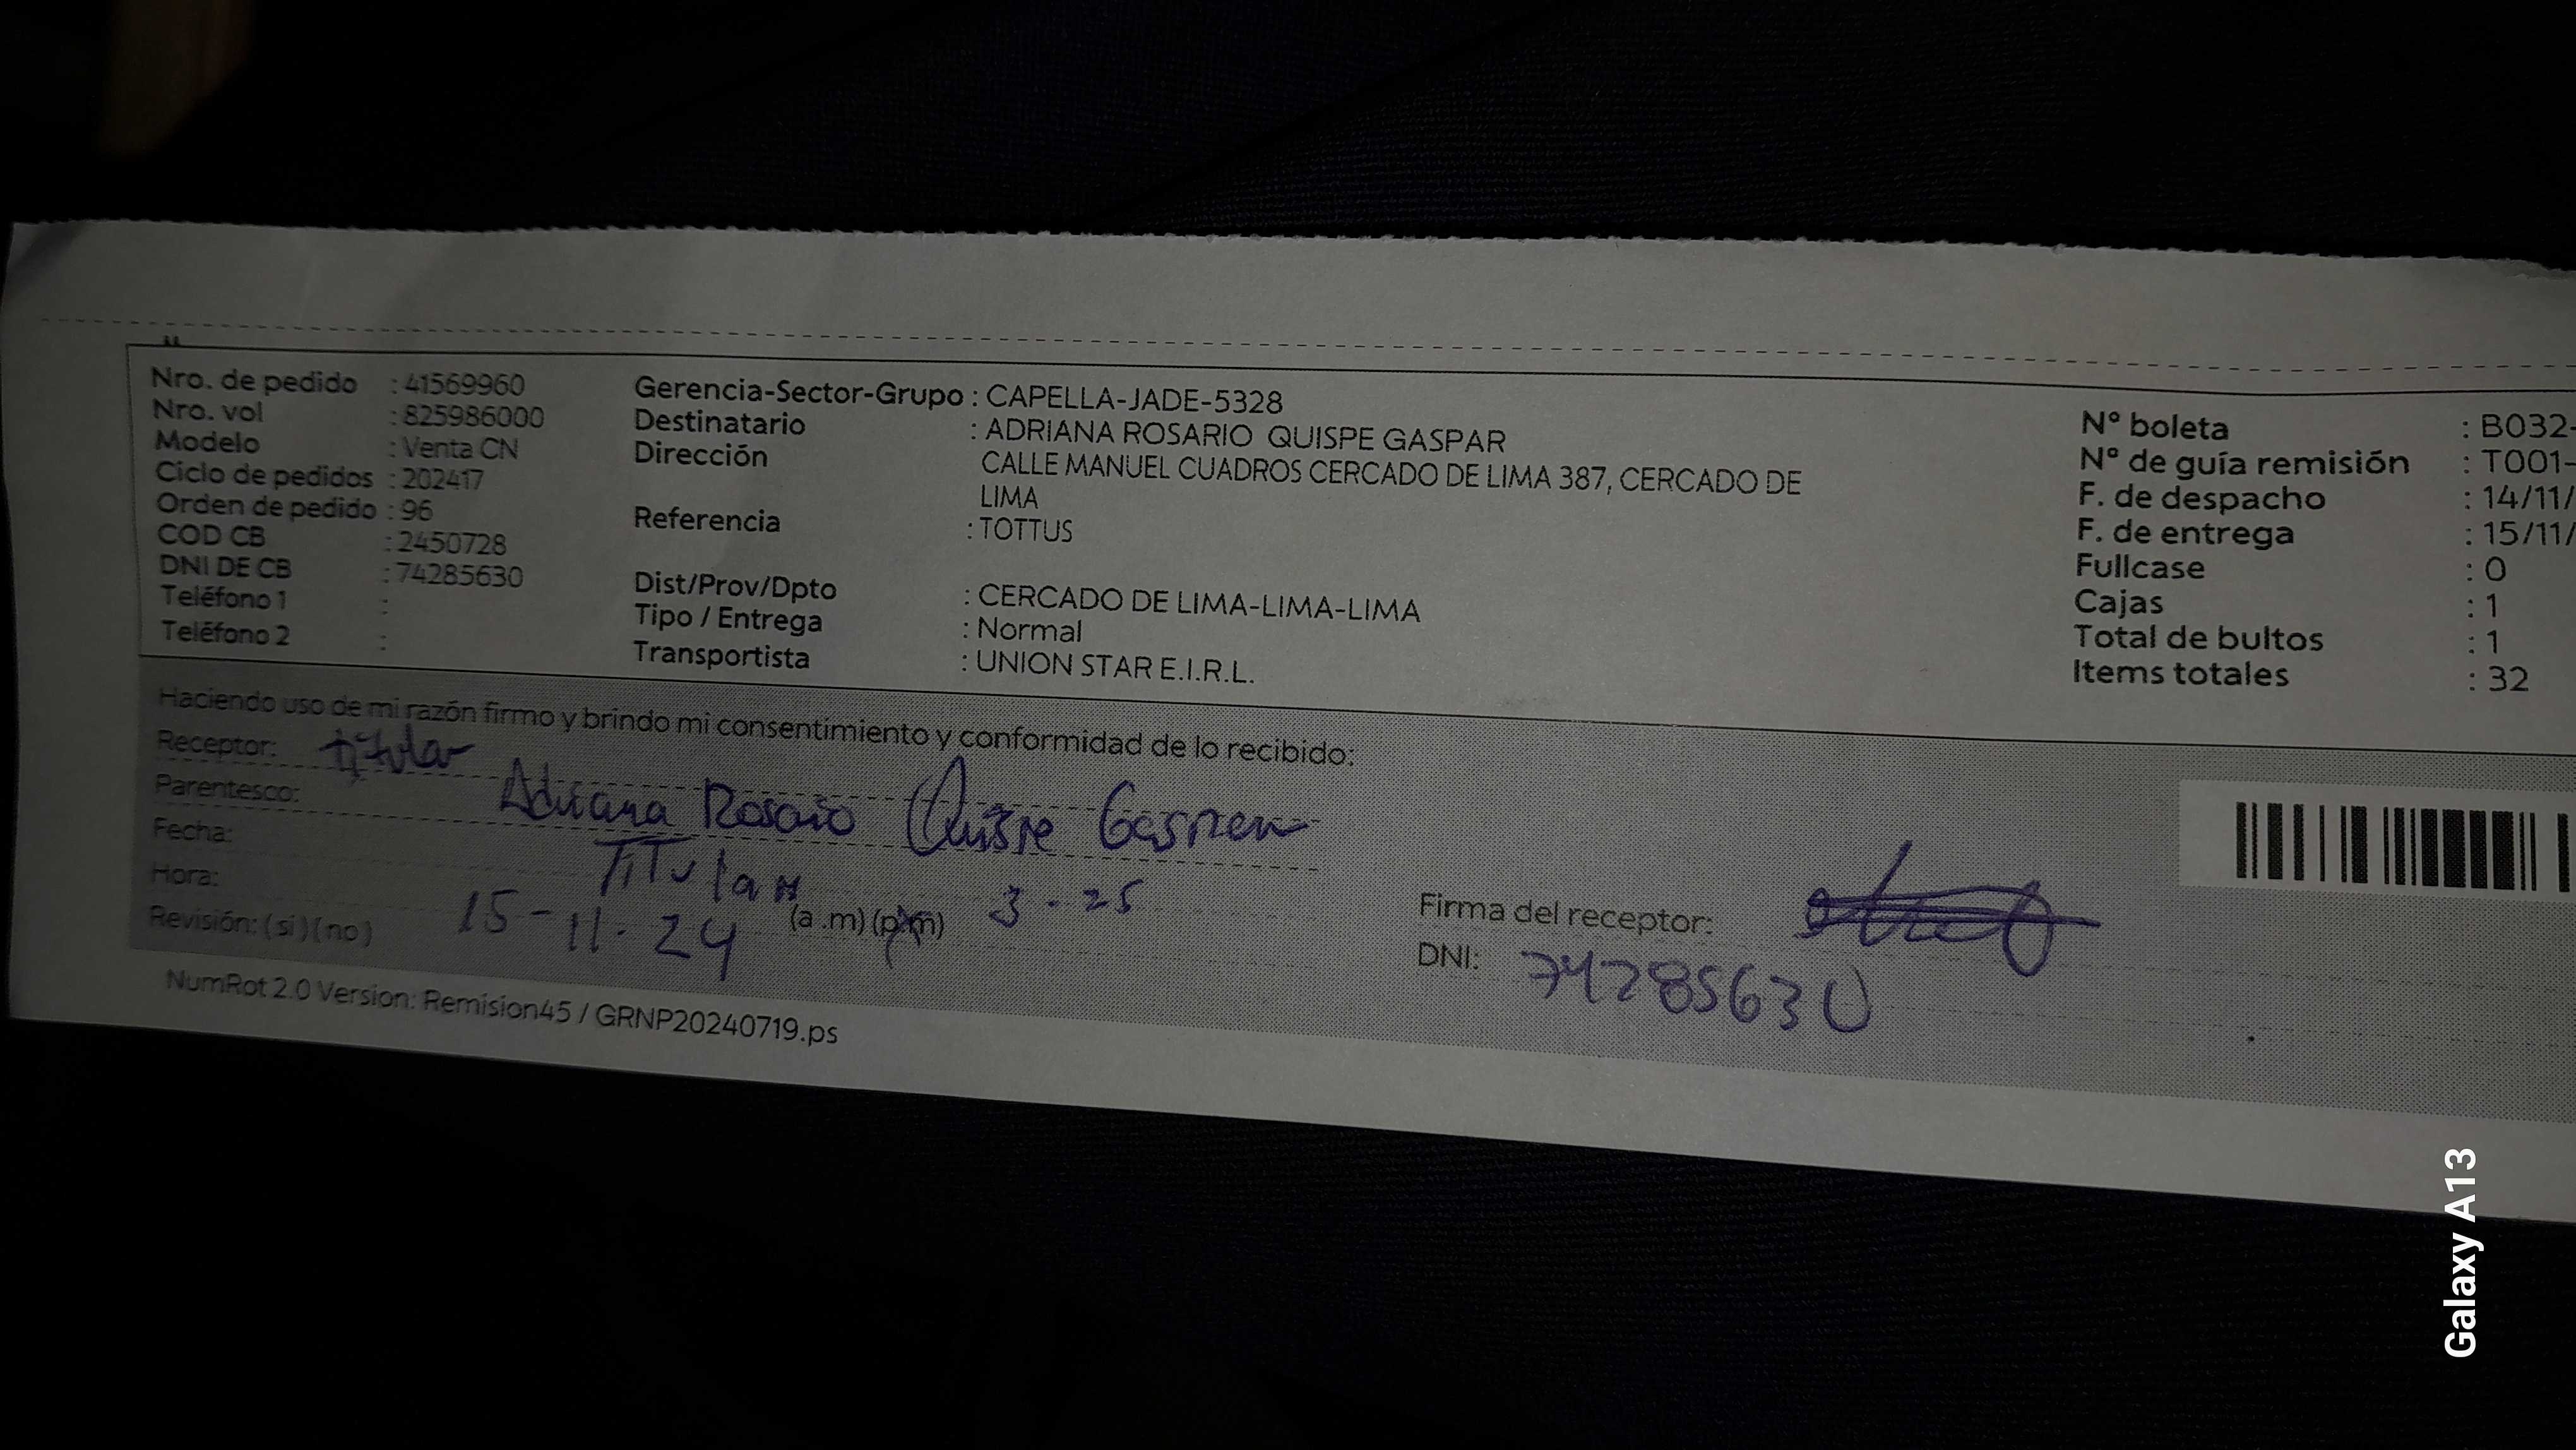 Nro. de pedido : 41569960
Nro. vol : 825986000
Modelo : Venta CN
Ciclo de pedidos : 202417
Orden de pedido : 96
COD CB : 2450728
DNI DE CB : 74285630
Teléfono 1 :
Teléfono 2 :
Gerencia-Sector-Grupo : CAPELLA-JADE-5328
Destinatario : ADRIANA ROSARIO QUISPE GASPAR
Dirección CALLE MANUEL CUADROS CERCADO DE LIMA 387, CERCADO DE
LIMA
Referencia : TOTTUS
Dist/Prov/Dpto : CERCADO DE LIMA-LIMA-LIMA
Tipo / Entrega : Normal
Transportista : UNION STAR E.I.R.L.
Nº boleta : B032-
Nº de guía remisión : T001-
F. de despacho : 14/11/
F. de entrega : 15/11/
Fullcase : 0
Cajas : 1
Total de bultos : 1
Items totales : 32
Haciendo uso de mi razón firmo y brindo mi consentimiento y conformidad de lo recibido:
Receptor: titular
Parentesco: Adriana Rosario Quispe
Fecha: Titular
Hora: 15-11-24 (a.m) (p.m) 3-25
Revisión: (si) (no)
Firma del receptor:
DNI: 74285630
NumRot 2.0 Version: Remision45 / GRNP20240719.ps
Galaxy A13